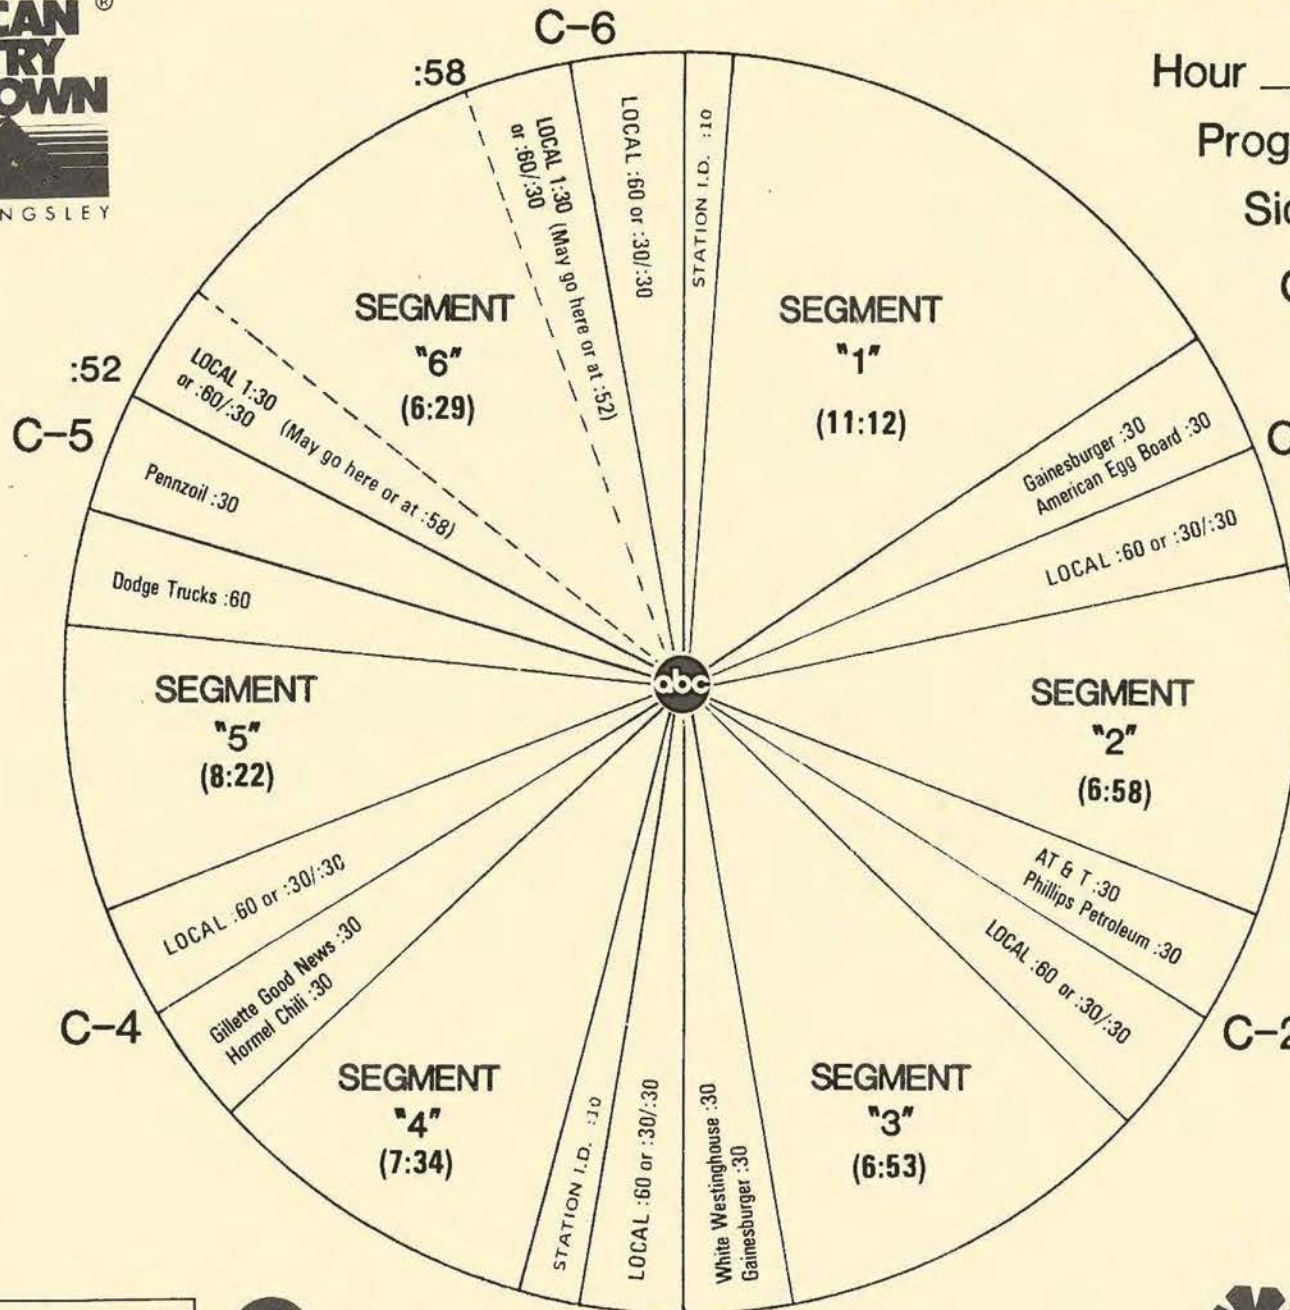 C-6
:58
Hour
:52
C-5
C-4
STATION I.D. :10
SEGMENT
"1"
(11:12)
Gainesburger :30
American Egg Board :30
LOCAL :60 or :30/:30
SEGMENT
"2"
(6:58)
AT & T :30
Phillips Petroleum :30
C-2
LOCAL :60 or :30/:30
SEGMENT
"3"
(6:53)
White Westinghouse :30
Gainesburger :30
LOCAL :60 or :30/:30
STATION I.D. :10
SEGMENT
"4"
(7:34)
Gillette Good News :30
Hormel Chili :30
LOCAL :60 or :30/:30
SEGMENT
"5"
(8:22)
Dodge Trucks :60
Pennzoil :30
LOCAL 1:30 (May go here or at :58)
or :60/:30
SEGMENT
"6"
(6:29)
LOCAL 1:30 (May go here or at :52)
or :60/:30
LOCAL :60 or :30/:30
abc